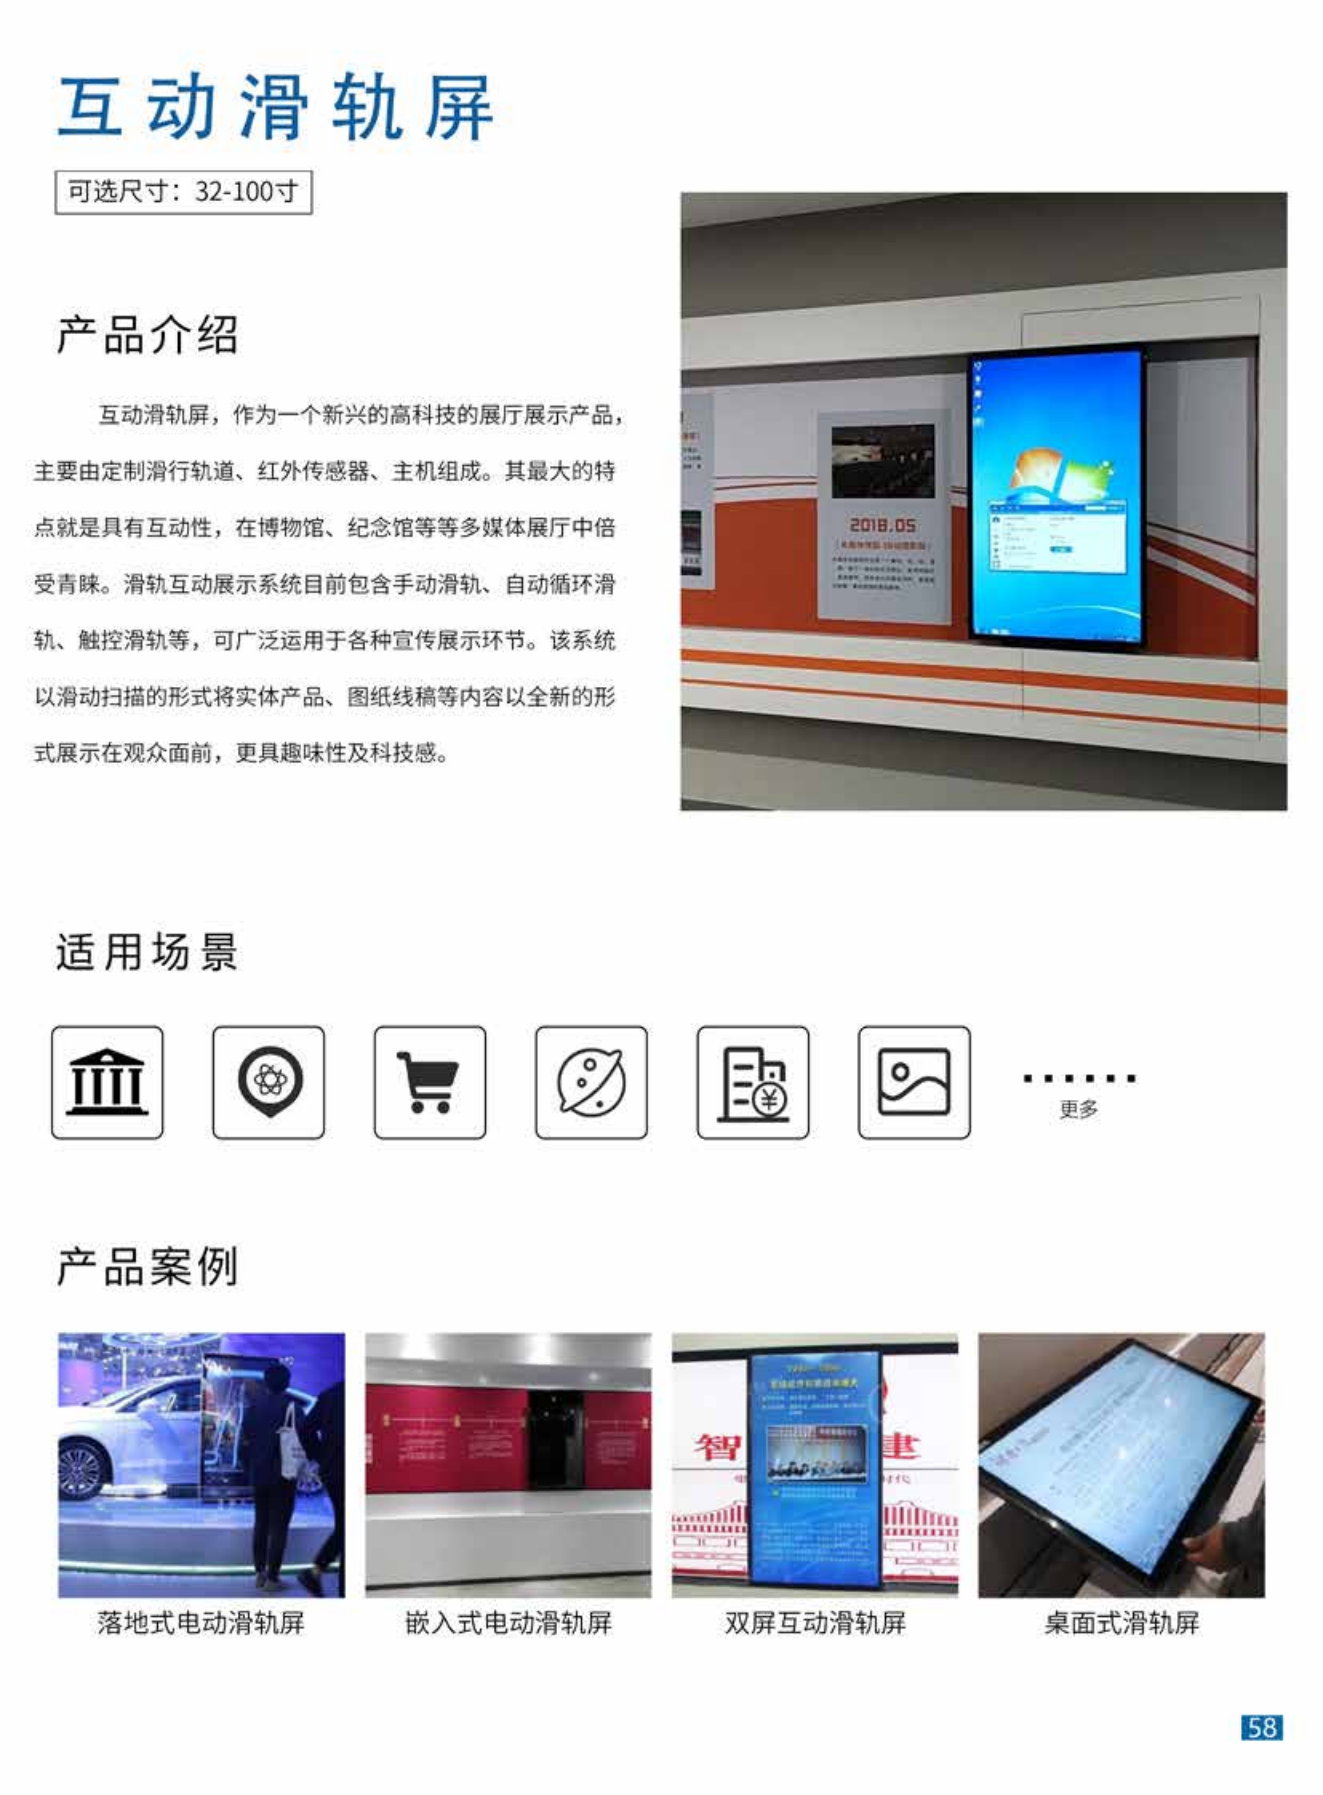 互动滑轨屏
可选尺寸：32-100寸
产品介绍
互动滑轨屏，作为一个新兴的高科技的展厅展示产品，
主要由定制滑行轨道、红外传感器、主机组成。其最大的特
点就是具有互动性，在博物馆、纪念馆等等多媒体展厅中倍
受青睐。滑轨互动展示系统目前包含手动滑轨、自动循环滑
轨、触控滑轨等，可广泛运用于各种宣传展示环节。该系统
以滑动扫描的形式将实体产品、图纸线稿等内容以全新的形
式展示在观众面前，更具趣味性及科技感。
2018.05
适用场景
更多
产品案例
智
建
落地式电动滑轨屏
嵌入式电动滑轨屏
双屏互动滑轨屏
桌面式滑轨屏
58